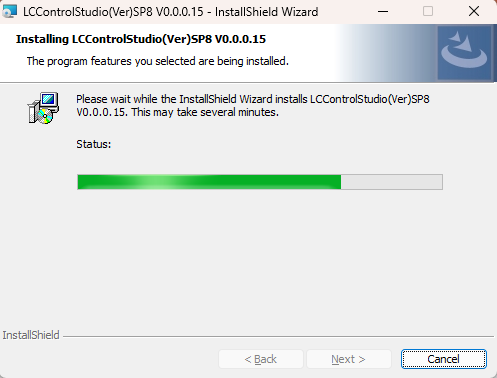 LCControlStudio(Ver)SP8 V0.0.0.15 - InstallShield Wizard
Installing LCControlStudio(Ver)SP8 V0.0.0.15
The program features you selected are being installed.
Please wait while the InstallShield Wizard installs LCControlStudio(Ver)SP8
V0.0.0.15. This may take several minutes.
Status:
InstallShield
< Back
Next >
Cancel